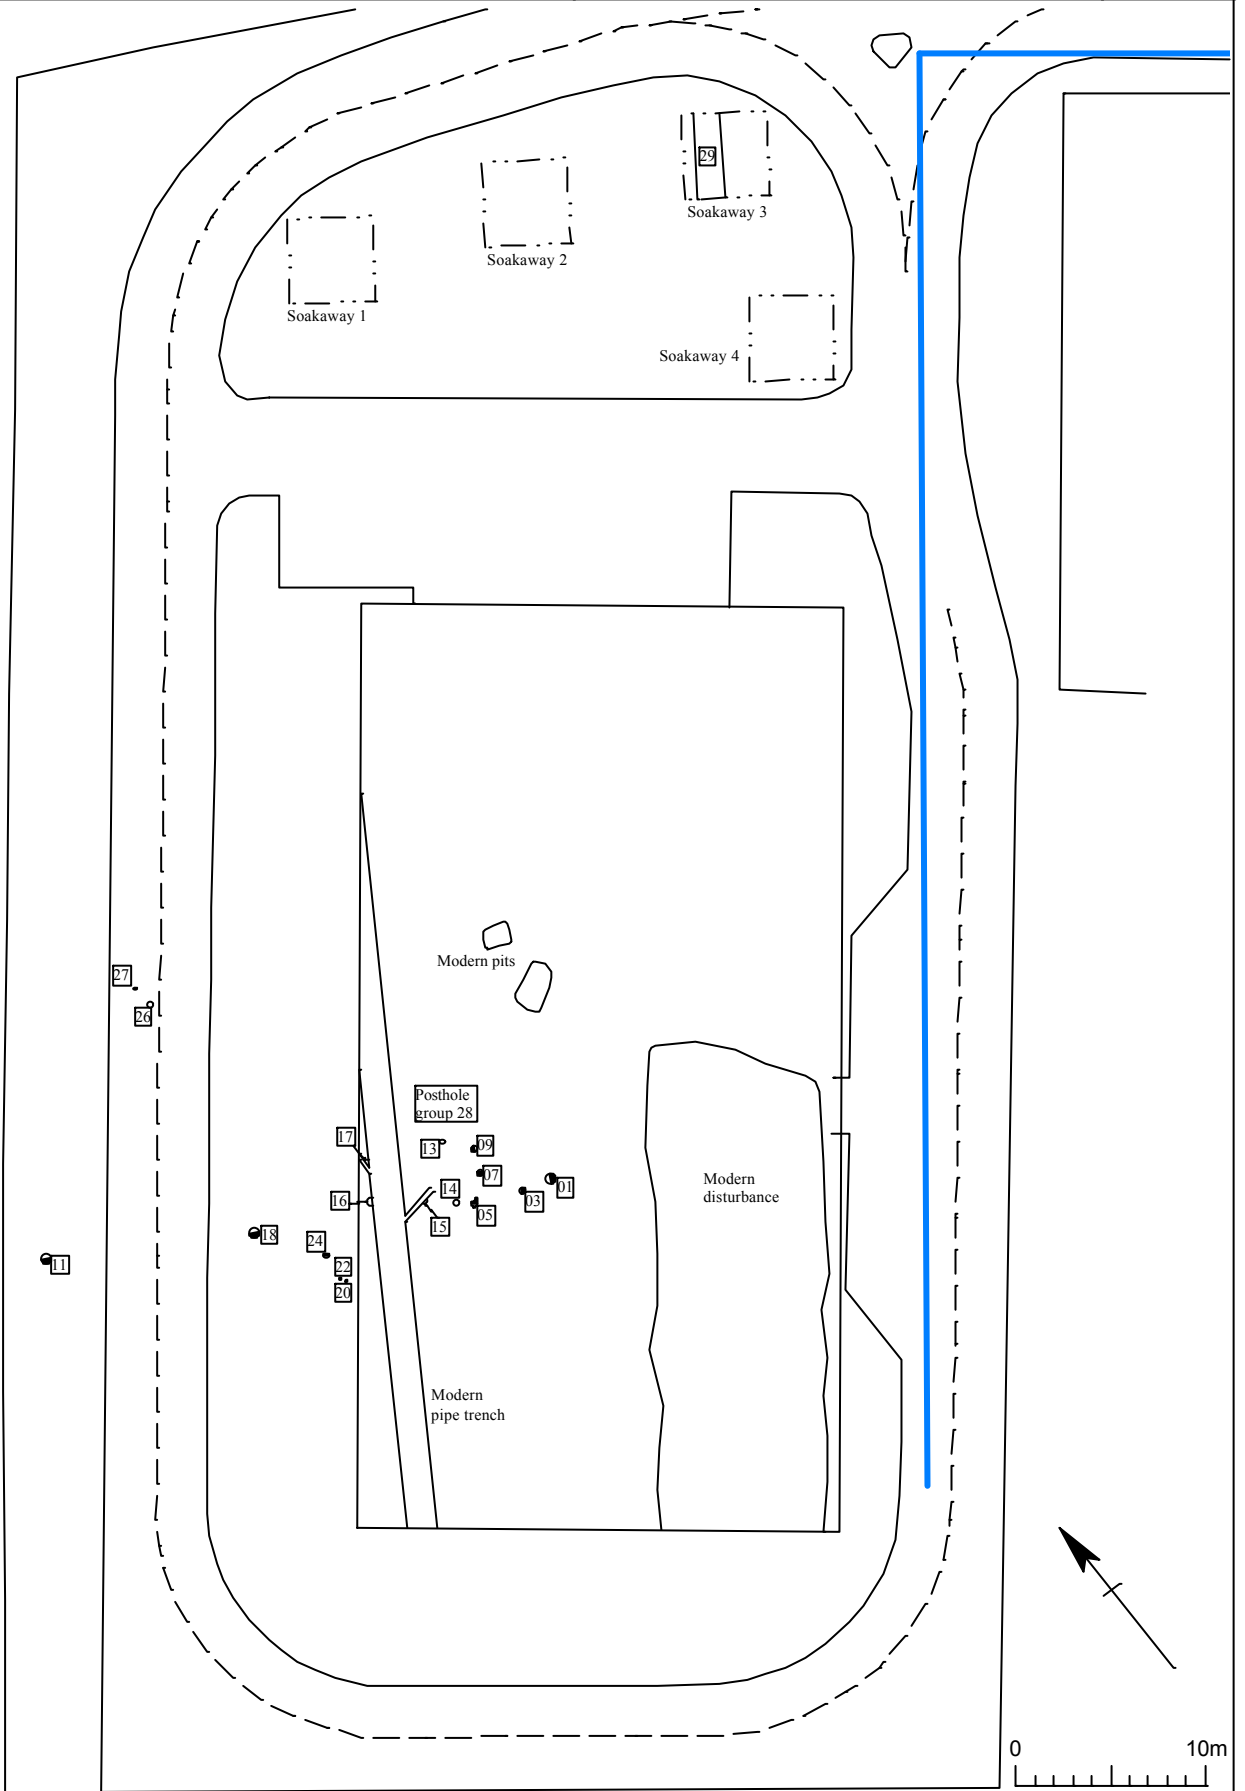 29
Soakaway 3
Soakaway 2
Soakaway 1
Soakaway 4
Modern pits
27
26
Posthole
group 28
17
13
09
07
14
01
16
03
05
15
18
24
11
22
20
Modern
disturbance
Modern
pipe trench
0 10m